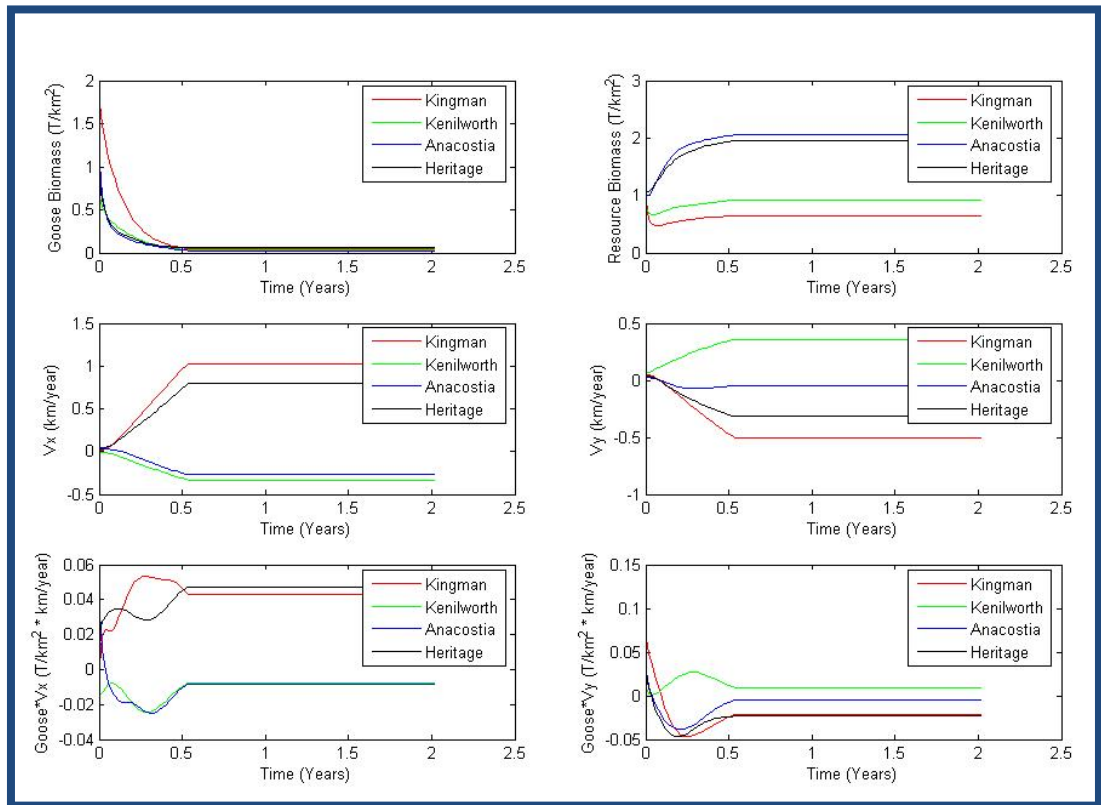 2
1.5
1
0.5
0
Goose Biomass (T/km²)
Kingman
Kenilworth
Anacostia
Heritage
0 0.5 1 1.5 2 2.5
Time (Years)
3
2
1
0
Resource Biomass (T/km²)
Kingman
Kenilworth
Anacostia
Heritage
0 0.5 1 1.5 2 2.5
Time (Years)
1.5
1
0.5
0
-0.5
Vx (km/year)
Kingman
Kenilworth
Anacostia
Heritage
0 0.5 1 1.5 2 2.5
Time (Years)
0.5
0
-0.5
-1
Vy (km/year)
Kingman
Kenilworth
Anacostia
Heritage
0 0.5 1 1.5 2 2.5
Time (Years)
0.06
0.04
0.02
0
-0.02
-0.04
Goose*Vx (T/km² * km/year)
Kingman
Kenilworth
Anacostia
Heritage
0 0.5 1 1.5 2 2.5
Time (Years)
0.15
0.1
0.05
0
-0.05
Goose*Vy (T/km² * km/year)
Kingman
Kenilworth
Anacostia
Heritage
0 0.5 1 1.5 2 2.5
Time (Years)